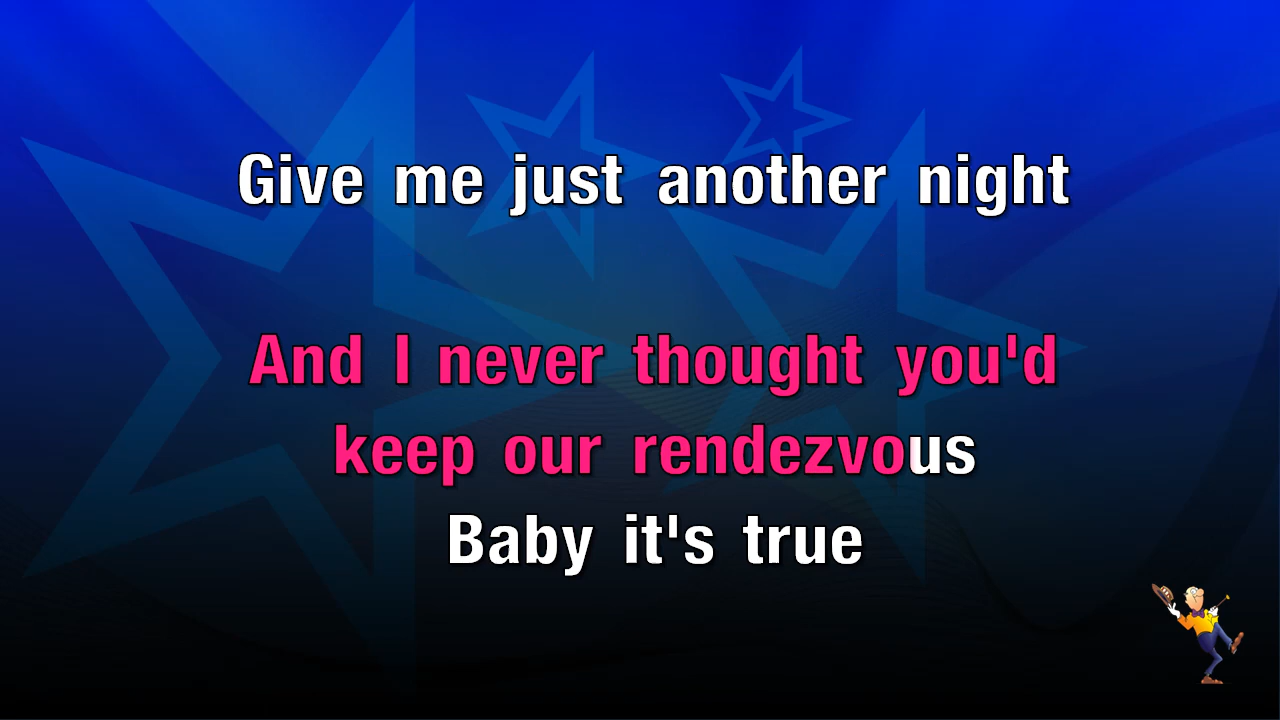 Give me just another night
And I never thought you'd
keep our rendezvous
Baby it's true